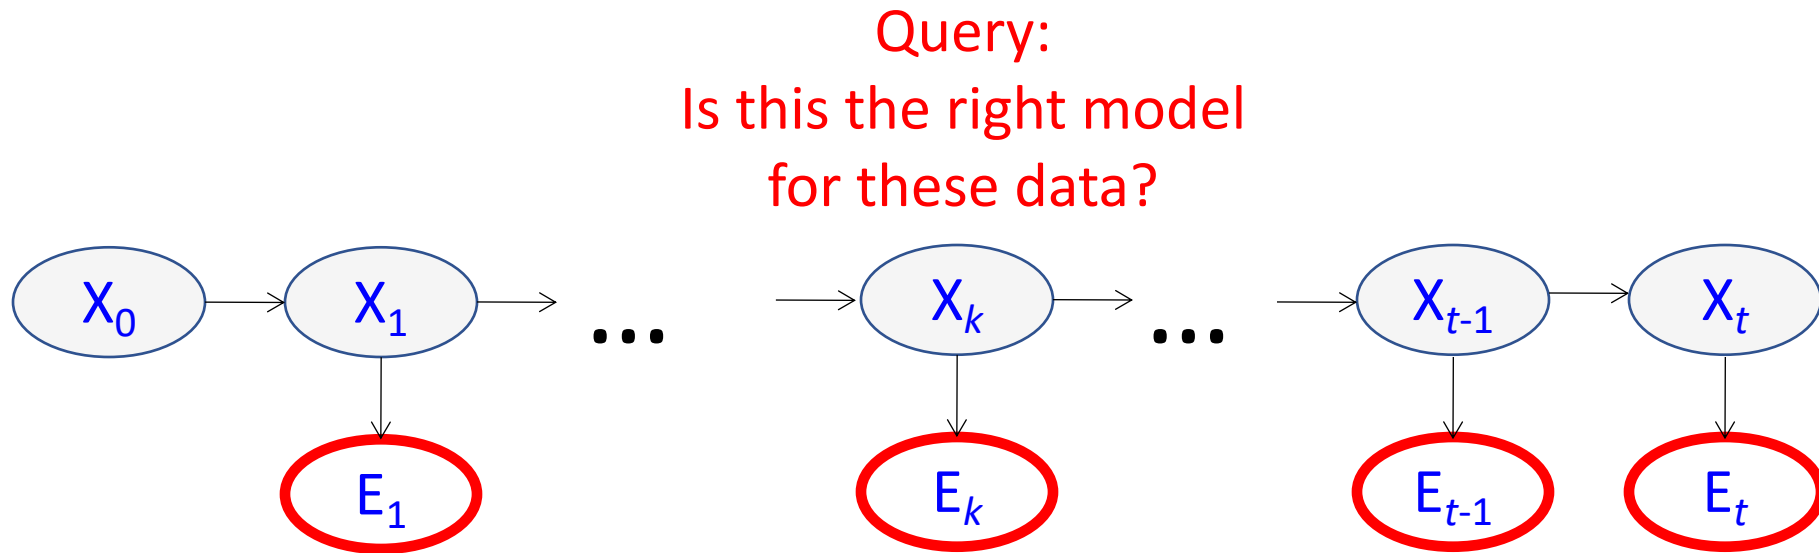 Query:
Is this the right model
for these data?
X₀ X₁ ... Xₖ ... Xₜ₋₁ Xₜ
E₁ Eₖ Eₜ₋₁ Eₜ